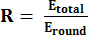 R = E_total / E_round